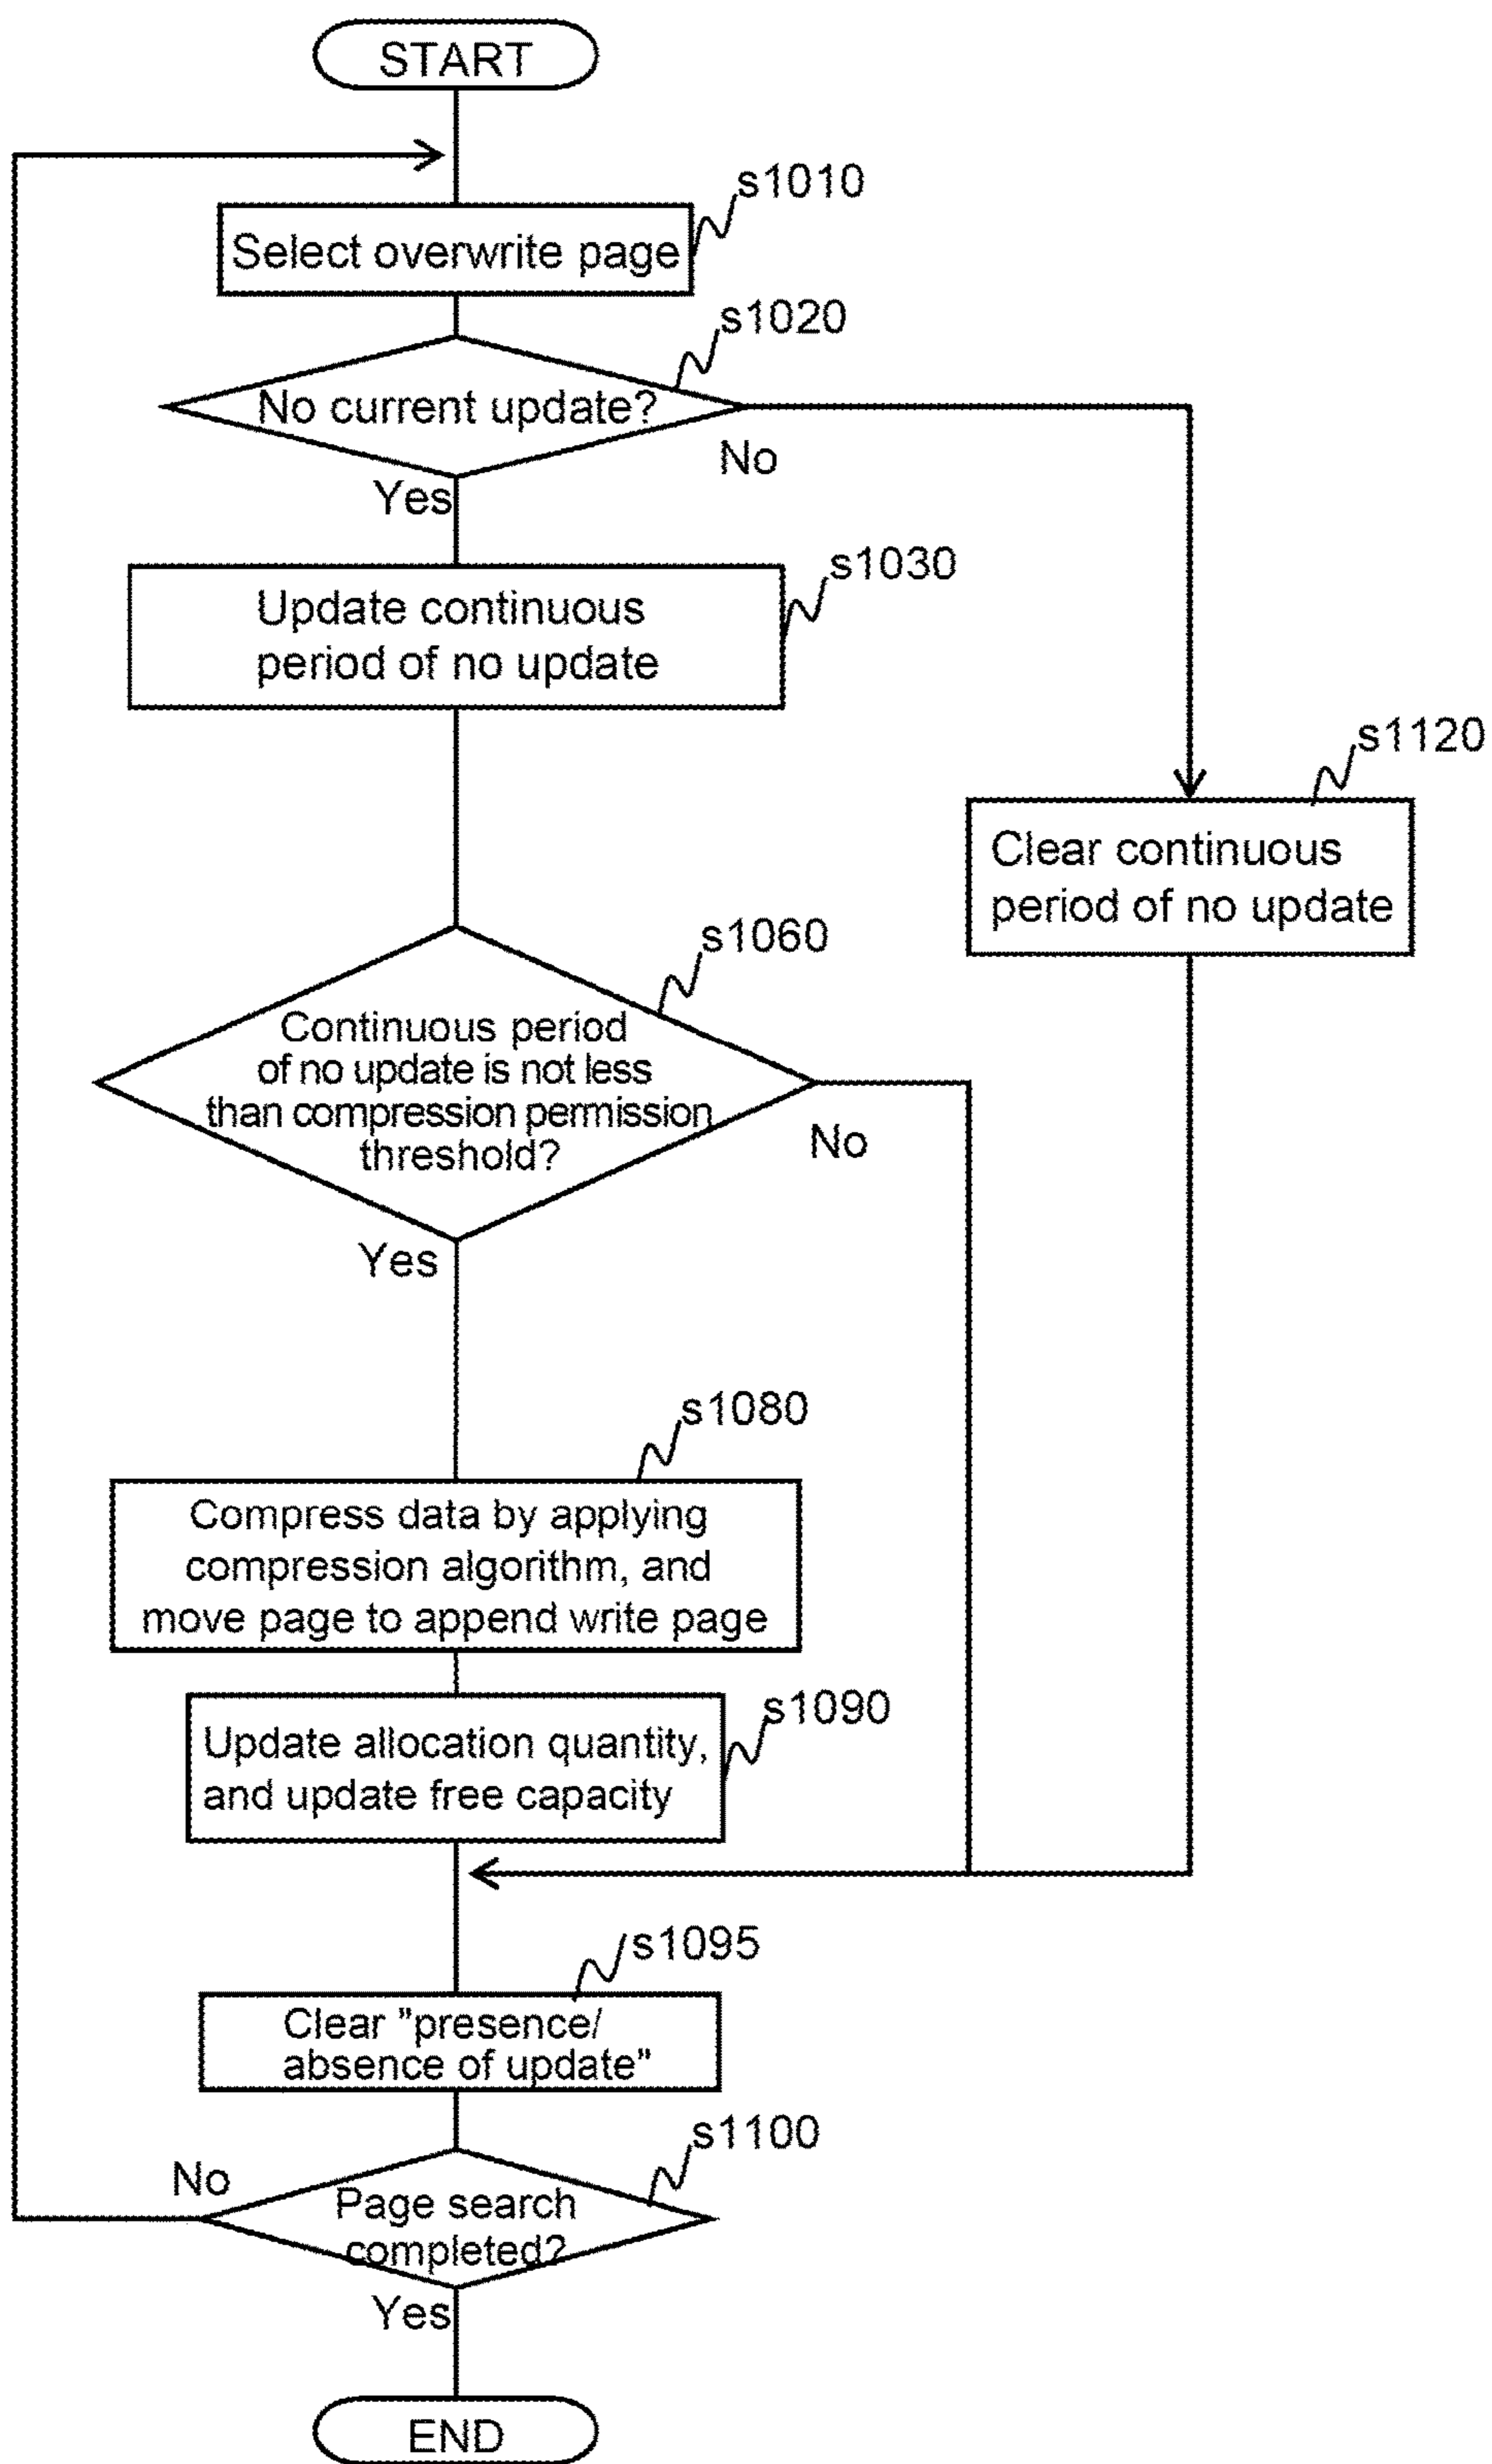 START
s1010
Select overwrite page
s1020
No current update?
No
Yes
s1030
Update continuous
period of no update
s1120
Clear continuous
period of no update
s1060
Continuous period
of no update is not less
than compression permission
threshold?
No
Yes
s1080
Compress data by applying
compression algorithm, and
move page to append write page
s1090
Update allocation quantity,
and update free capacity
s1095
Clear "presence/
absence of update"
s1100
No
Page search
completed?
Yes
END